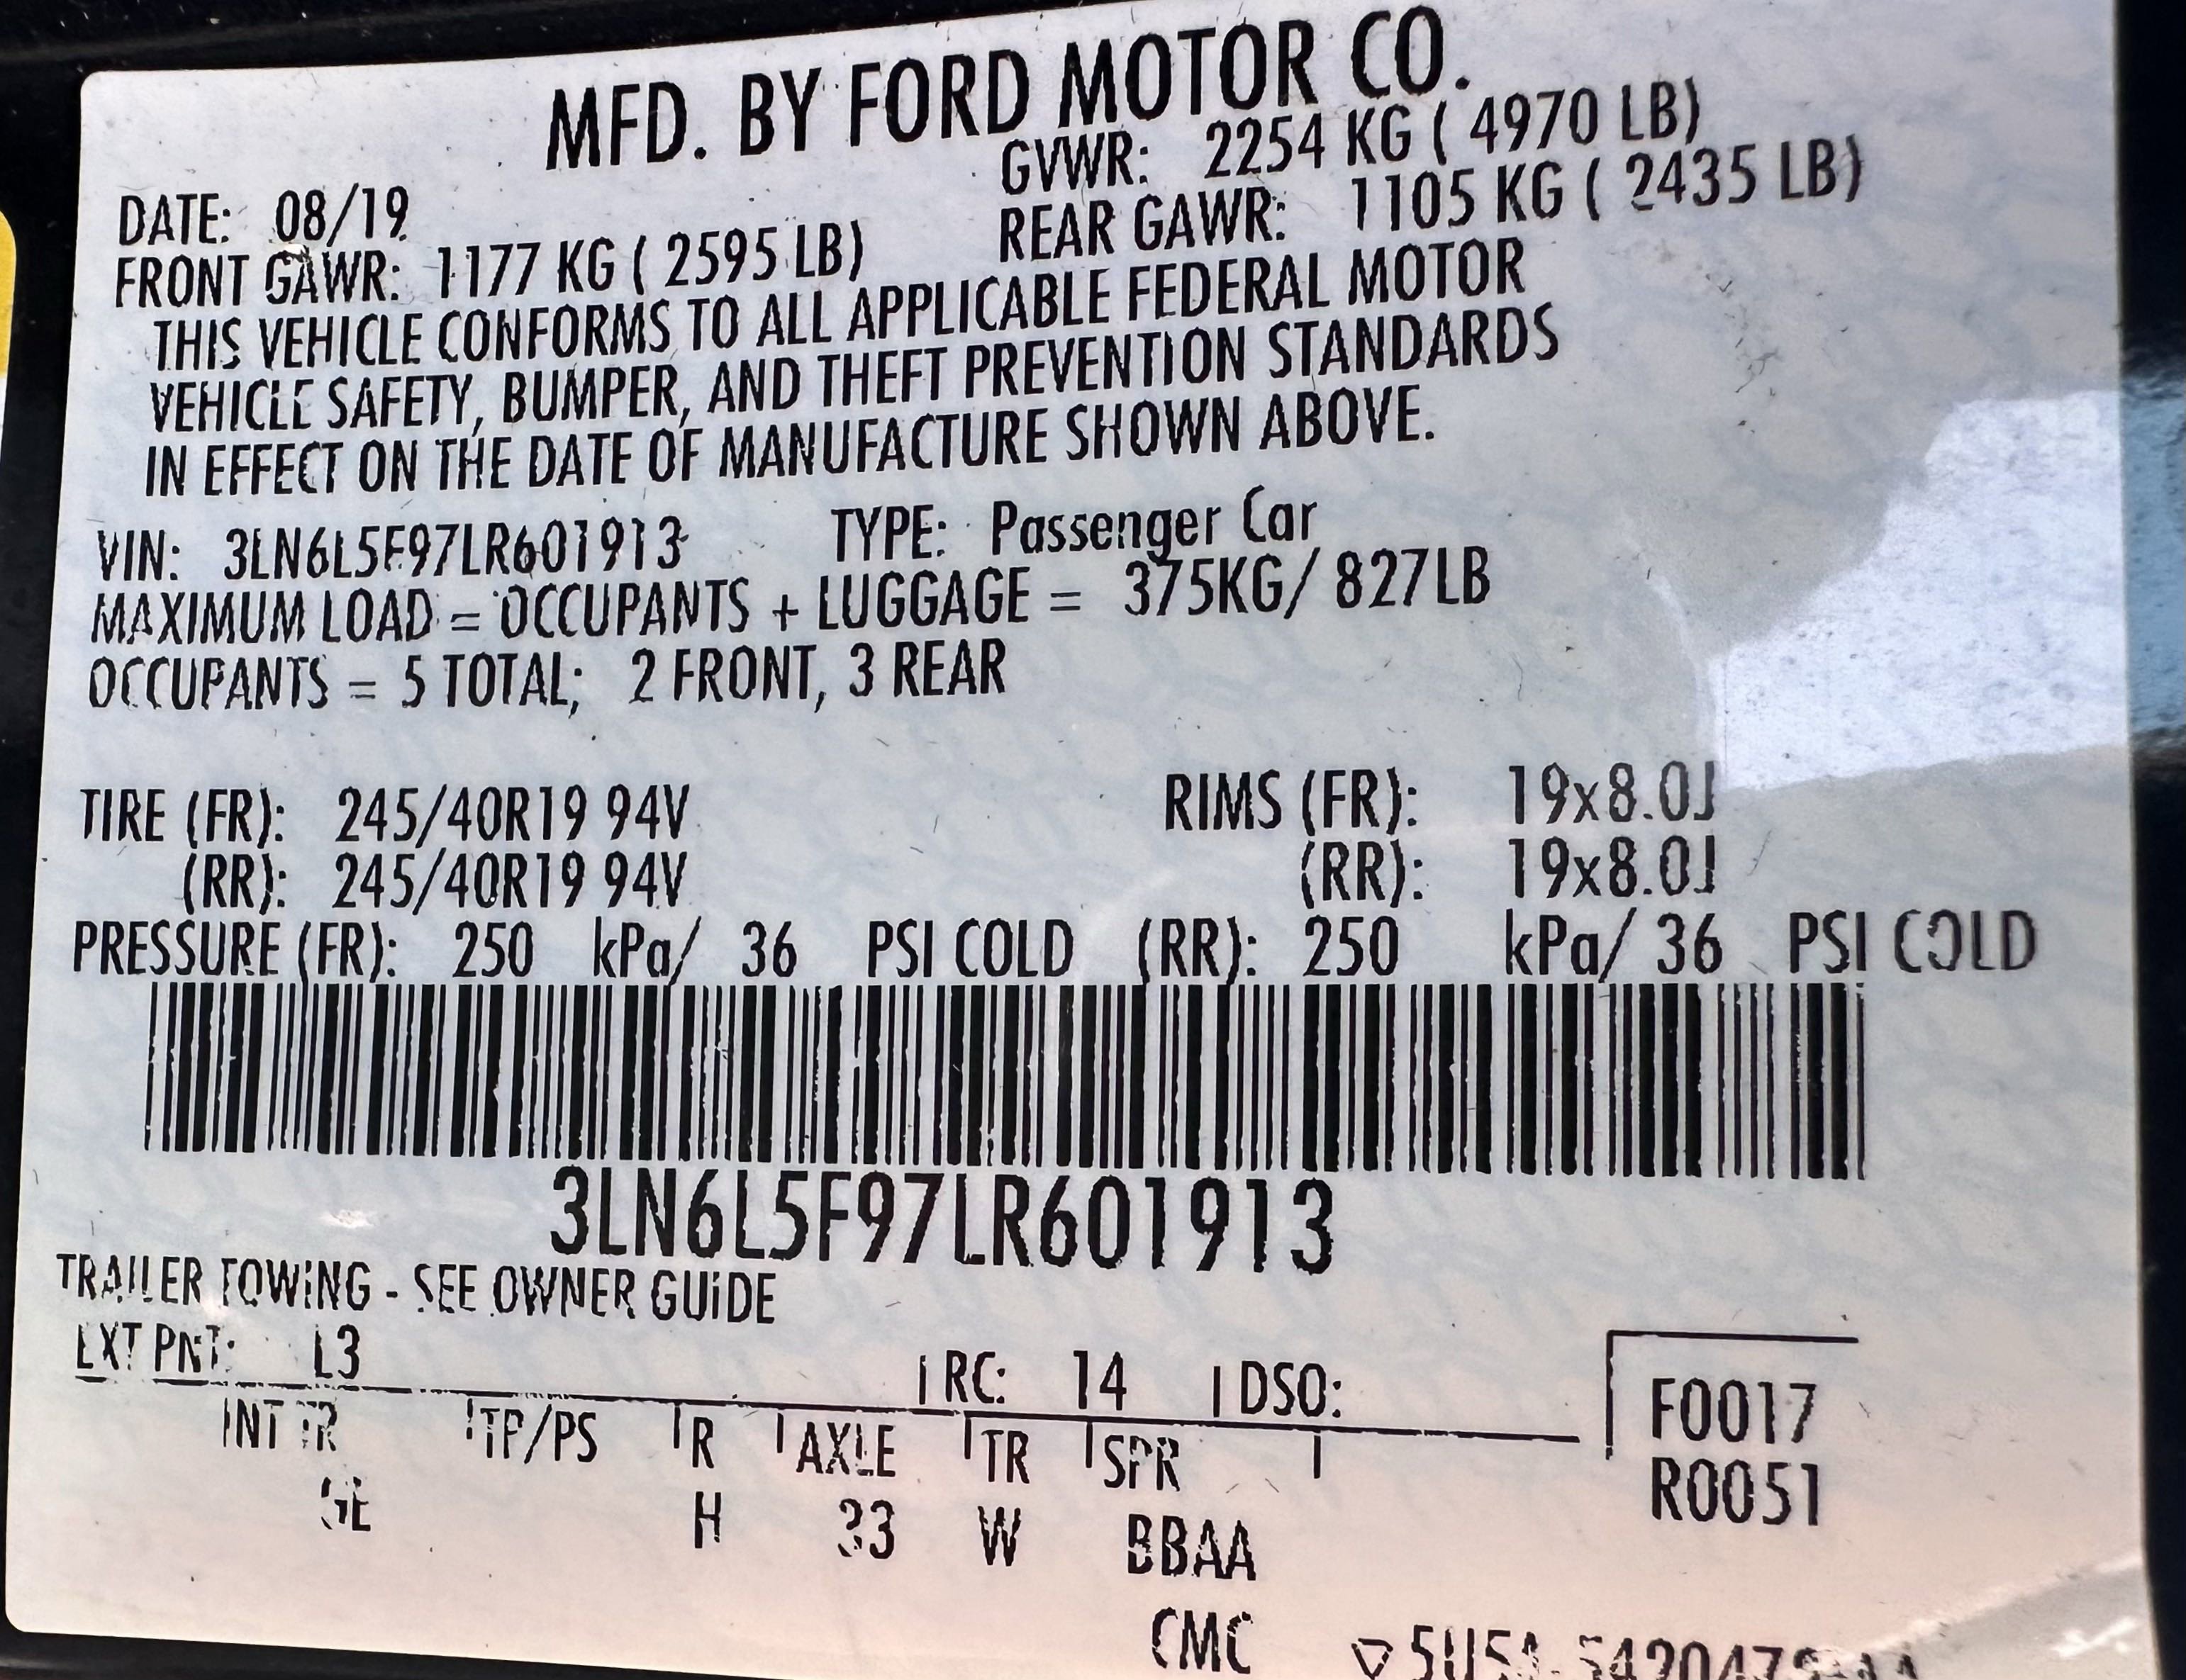 MFD. BY FORD MOTOR CO.
DATE: 08/19 GVWR: 2254 KG ( 4970 LB)
FRONT GAWR: 1177 KG ( 2595 LB) REAR GAWR: 1105 KG ( 2435 LB)
THIS VEHICLE CONFORMS TO ALL APPLICABLE FEDERAL MOTOR
VEHICLE SAFETY, BUMPER, AND THEFT PREVENTION STANDARDS
IN EFFECT ON THE DATE OF MANUFACTURE SHOWN ABOVE.
VIN: 3LN6L5F97LR601913 TYPE: Passenger Car
MAXIMUM LOAD = OCCUPANTS + LUGGAGE = 375KG/ 827LB
OCCUPANTS = 5 TOTAL; 2 FRONT, 3 REAR
TIRE (FR): 245/40R19 94V RIMS (FR): 19x8.0J
(RR): 245/40R19 94V (RR): 19x8.0J
PRESSURE (FR): 250 kPa/ 36 PSI COLD (RR): 250 kPa/ 36 PSI COLD
3LN6L5F97LR601913
TRAILER TOWING - SEE OWNER GUIDE
EXT PNT: L3 RC: 14 DSO:
F0017
INT TR TP/PS R AXLE TR SPR
R0051
H 33 W BBAA
CMC